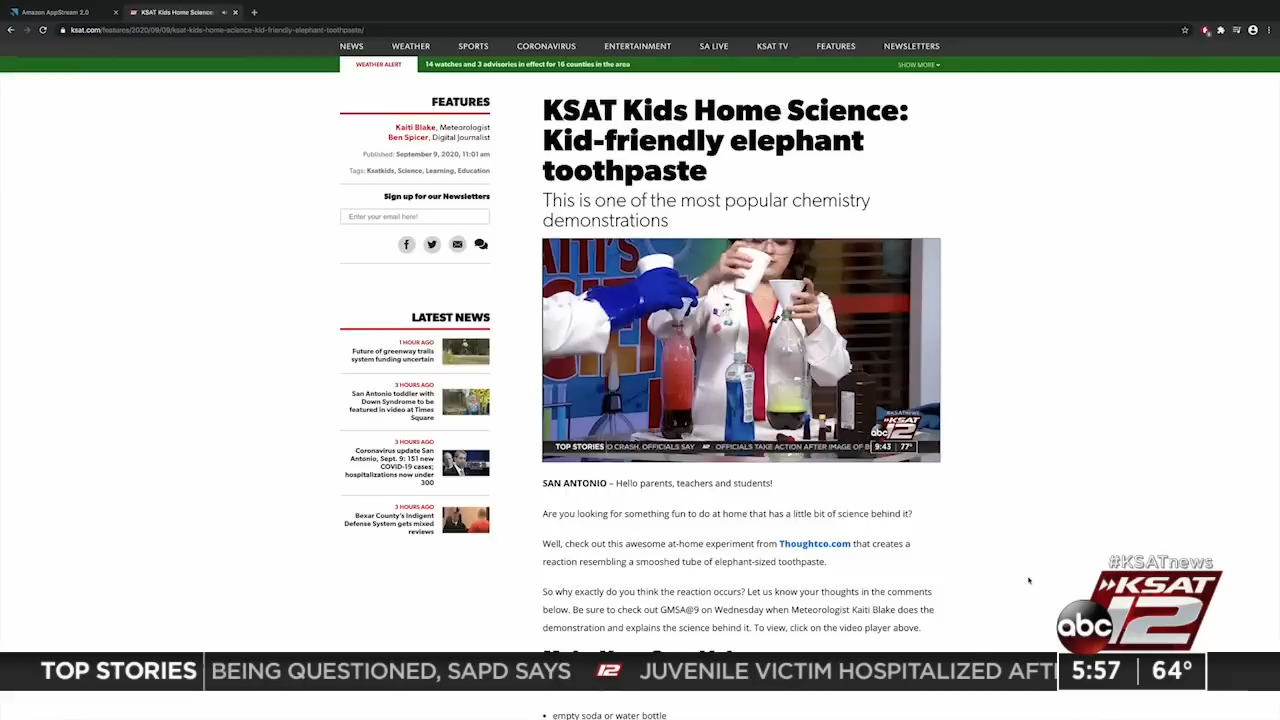 Amazon AppStream 2.0
KSAT Kids Home Science:
ksat.com/features/2020/09/09/ksat-kids-home-science-kid-friendly-elephant-toothpaste/
NEWS WEATHER SPORTS CORONAVIRUS ENTERTAINMENT SA LIVE KSAT TV FEATURES NEWSLETTERS
WEATHER ALERT 14 watches and 3 advisories in effect for 16 counties in the area SHOW MORE
FEATURES
Kaiti Blake, Meteorologist
Ben Spicer, Digital Journalist
Published: September 9, 2020, 11:01 am
Tags: Ksatkids, Science, Learning, Education
Sign up for our Newsletters
Enter your email here!
LATEST NEWS
1 HOUR AGO
Future of greenway trails
system funding uncertain
3 HOURS AGO
San Antonio toddler with
Down Syndrome to be
featured in video at Times
Square
3 HOURS AGO
Coronavirus update San
Antonio, Sept. 9: 151 new
COVID-19 cases;
hospitalizations now under
300
3 HOURS AGO
Bexar County's Indigent
Defense System gets mixed
reviews
KSAT Kids Home Science:
Kid-friendly elephant
toothpaste
This is one of the most popular chemistry
demonstrations
AITI'S
#KSATnews
KSAT
abc 12
TOP STORIES O CRASH, OFFICIALS SAY 12 OFFICIALS TAKE ACTION AFTER IMAGE OF B 9:43 77°
SAN ANTONIO – Hello parents, teachers and students!
Are you looking for something fun to do at home that has a little bit of science behind it?
Well, check out this awesome at-home experiment from Thoughtco.com that creates a
reaction resembling a smooshed tube of elephant-sized toothpaste.
So why exactly do you think the reaction occurs? Let us know your thoughts in the comments
below. Be sure to check out GMSA@9 on Wednesday when Meteorologist Kaiti Blake does the
demonstration and explains the science behind it. To view, click on the video player above.
#KSATnews
KSAT
abc 12
TOP STORIES BEING QUESTIONED, SAPD SAYS 12 JUVENILE VICTIM HOSPITALIZED AFT 5:57 64°
• empty soda or water bottle